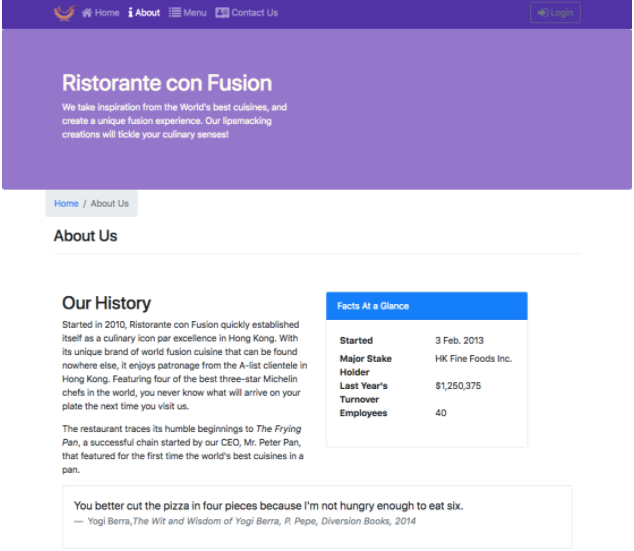 Home About Menu Contact Us Login
Ristorante con Fusion
We take inspiration from the World's best cuisines, and
create a unique fusion experience. Our lipsmacking
creations will tickle your culinary senses!
Home / About Us
About Us
Our History
Started in 2010, Ristorante con Fusion quickly established
itself as a culinary icon par excellence in Hong Kong. With
its unique brand of world fusion cuisine that can be found
nowhere else, it enjoys patronage from the A-list clientele in
Hong Kong. Featuring four of the best three-star Michelin
chefs in the world, you never know what will arrive on your
plate the next time you visit us.
The restaurant traces its humble beginnings to The Frying
Pan, a successful chain started by our CEO, Mr. Peter Pan,
that featured for the first time the world's best cuisines in a
pan.
Facts At a Glance
Started 3 Feb. 2013
Major Stake HK Fine Foods Inc.
Holder
Last Year's $1,250,375
Turnover
Employees 40
You better cut the pizza in four pieces because I'm not hungry enough to eat six.
— Yogi Berra,The Wit and Wisdom of Yogi Berra, P. Pepe, Diversion Books, 2014